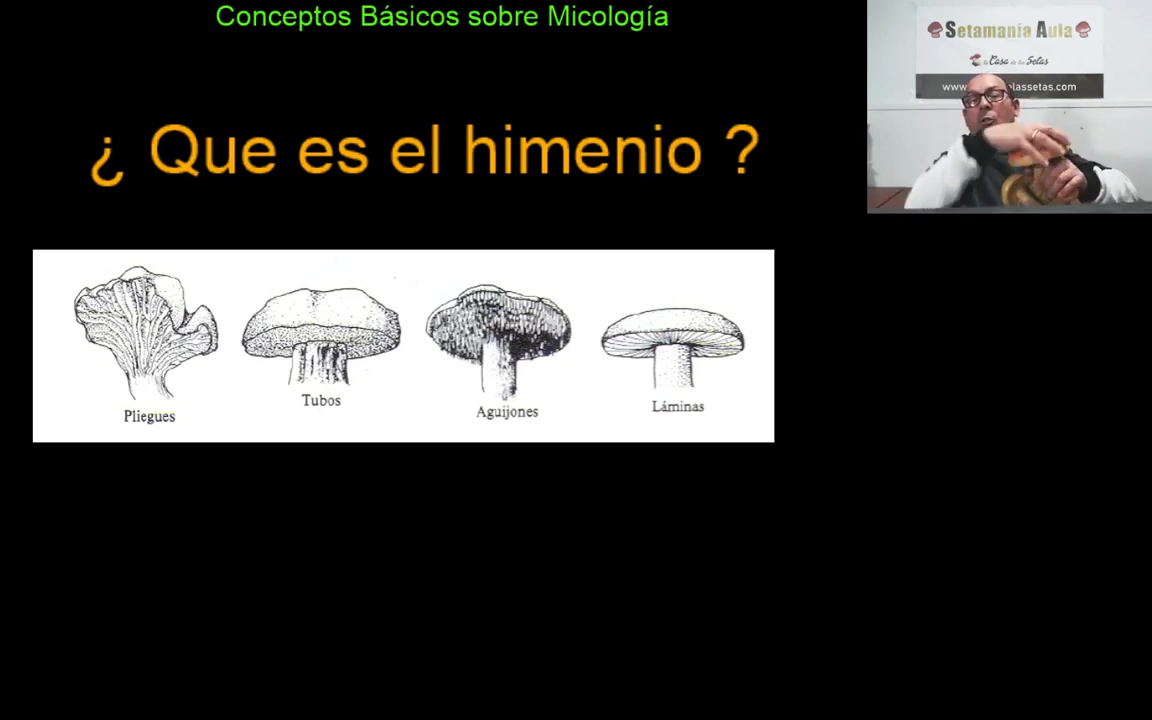 Conceptos Básicos sobre Micología
Setamanía Aula
la Casa de las Setas
www. olassetas.com
¿ Que es el himenio ?
Pliegues
Tubos
Aguijones
Láminas